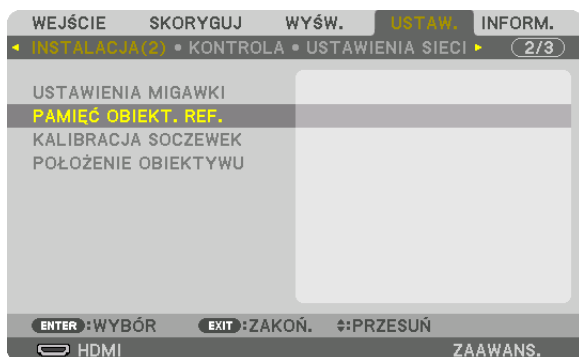 WEJŚCIE SKORYGUJ WYŚW. USTAW. INFORM.
INSTALACJA(2) • KONTROLA • USTAWIENIA SIECI 2/3
USTAWIENIA MIGAWKI
PAMIĘĆ OBIEKT. REF.
KALIBRACJA SOCZEWEK
POŁOŻENIE OBIEKTYWU
ENTER :WYBÓR EXIT :ZAKOŃ. :PRZESUŃ
HDMI ZAAWANS.